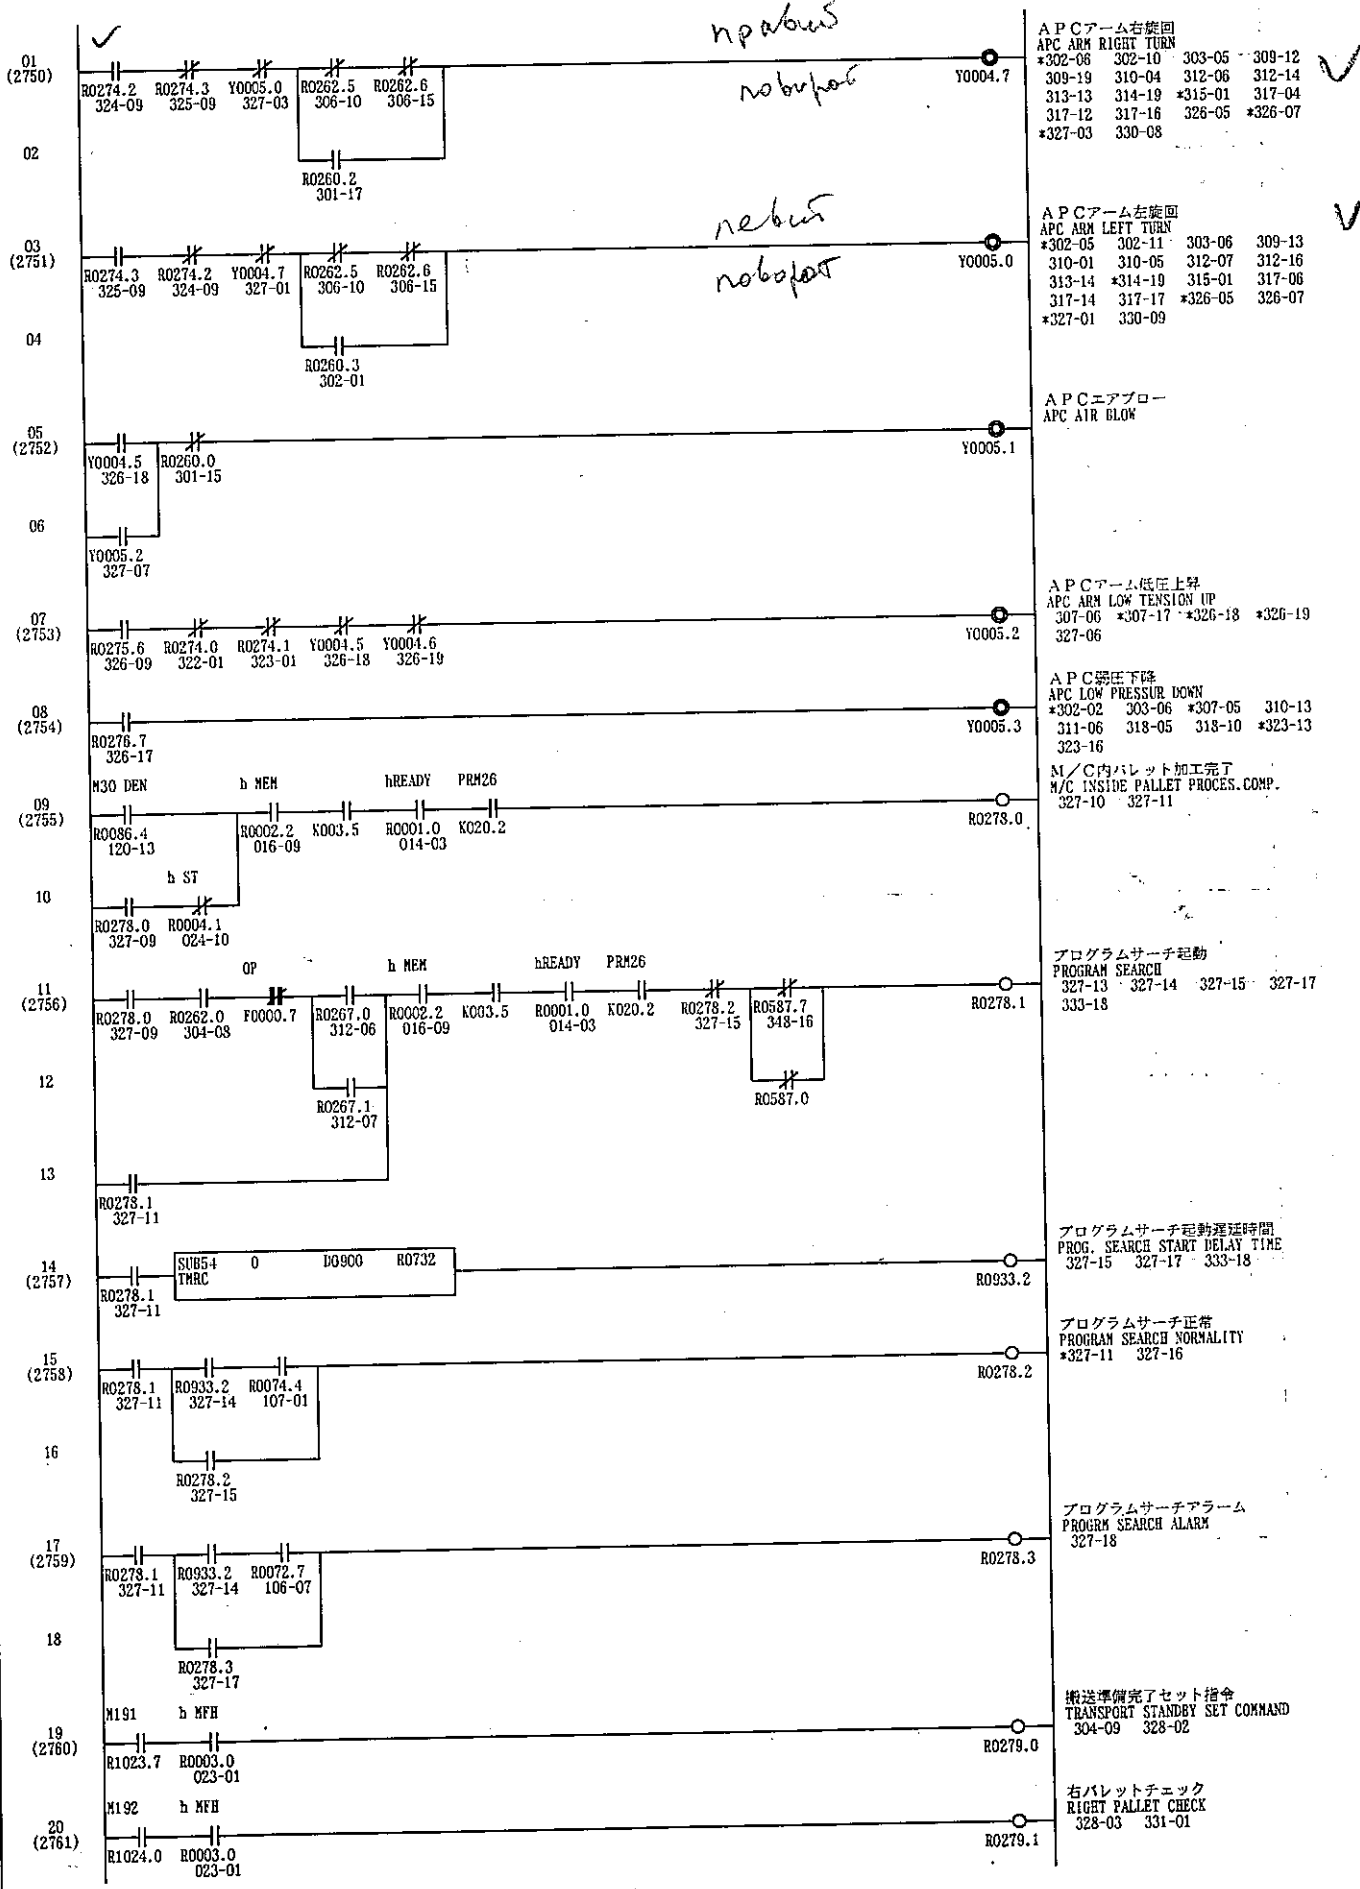 правый
поворот
01
(2750)
R0274.2 R0274.3 Y0005.0 R0262.5 R0262.6 Y0004.7
324-09 325-09 327-03 306-10 306-15
APCアーム右旋回
APC ARM RIGHT TURN
*302-06 302-10 303-05 309-12
309-19 310-04 312-06 312-14
313-13 314-19 *315-01 317-04
317-12 317-16 326-05 *326-07
*327-03 330-08
02
R0260.2
301-17
левый
поворот
03
(2751)
R0274.3 R0274.2 Y0004.7 R0262.5 R0262.6 Y0005.0
325-09 324-09 327-01 306-10 306-15
APCアーム左旋回
APC ARM LEFT TURN
*302-05 302-11 303-06 309-13
310-01 310-05 312-07 312-16
313-14 *314-19 315-01 317-06
317-14 317-17 *326-05 326-07
*327-01 330-09
04
R0260.3
302-01
05
(2752)
Y0004.5 R0260.0 Y0005.1
326-18 301-15
APCエアブロー
APC AIR BLOW
06
Y0005.2
327-07
07
(2753)
R0275.6 R0274.0 R0274.1 Y0004.5 Y0004.6 Y0005.2
326-09 322-01 323-01 326-18 326-19
APCアーム低圧上昇
APC ARM LOW TENSION UP
307-06 *307-17 *326-18 *326-19
327-06
08
(2754)
R0276.7 Y0005.3
326-17
APC弱圧下降
APC LOW PRESSUR DOWN
*302-02 303-06 *307-05 310-13
311-06 318-05 318-10 *323-13
323-16
M30 DEN h MEM hREADY PRM26
09
(2755)
R0086.4 R0002.2 K003.5 R0001.0 K020.2 R0278.0
120-13 016-09 014-03
M/C内パレット加工完了
M/C INSIDE PALLET PROCES.COMP.
327-10 327-11
h ST
10
R0278.0 R0004.1
327-09 024-10
OP h MEM hREADY PRM26
11
(2756)
R0278.0 R0262.0 F0000.7 R0267.0 R0002.2 K003.5 R0001.0 K020.2 R0278.2 R0587.7 R0278.1
327-09 304-08 312-06 016-09 014-03 327-15 348-16
プログラムサーチ起動
PROGRAM SEARCH
327-13 327-14 327-15 327-17
333-18
12
R0267.1 R0587.0
312-07
13
R0278.1
327-11
14
(2757)
R0278.1
327-11
SUB54 0 D0900 R0732
TMRC
R0933.2
プログラムサーチ起動遅延時間
PROG. SEARCH START DELAY TIME
327-15 327-17 333-18
15
(2758)
R0278.1 R0933.2 R0074.4 R0278.2
327-11 327-14 107-01
プログラムサーチ正常
PROGRAM SEARCH NORMALITY
*327-11 327-16
16
R0278.2
327-15
17
(2759)
R0278.1 R0933.2 R0072.7 R0278.3
327-11 327-14 106-07
プログラムサーチアラーム
PROGRM SEARCH ALARM
327-18
18
R0278.3
327-17
M191 h MFH
19
(2760)
R1023.7 R0003.0 R0279.0
023-01
搬送準備完了セット指令
TRANSPORT STANDBY SET COMMAND
304-09 328-02
M192 h MFH
20
(2761)
R1024.0 R0003.0 R0279.1
023-01
右パレットチェック
RIGHT PALLET CHECK
328-03 331-01